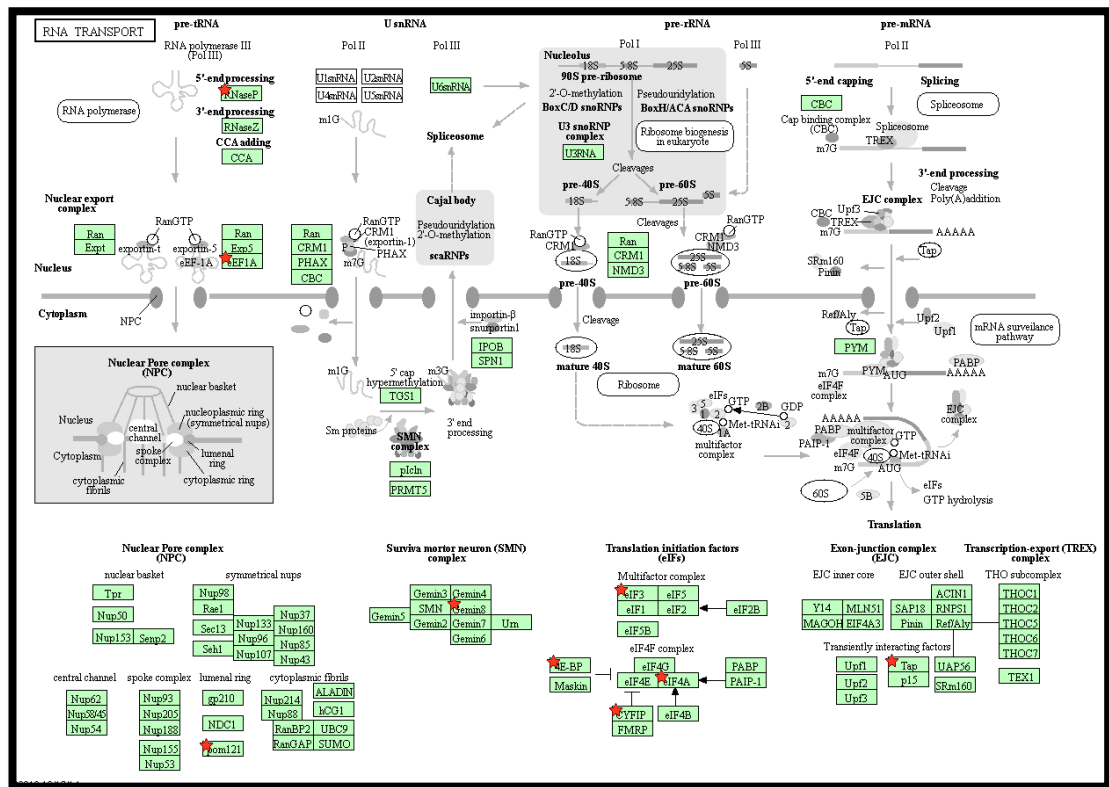 RNA TRANSPORT
pre-tRNA
RNA polymerase III
(Pol III)
5'-end processing
RNaseP
RNA polymerase
3'-end processing
RNaseZ
CCA adding
CCA
Nuclear export
complex
RanGTP
RanGTP
Ran
Expt
exportin-t
exportin-5
eEF-1A
Ran
Exp5
eEF1A
Nucleus
Cytoplasm
NPC
U snRNA
Pol II
Pol III
U1snRNA
U2snRNA
U4snRNA
U5snRNA
U6snRNA
m1G
Spliceosome
Cajal body
Pseudouridylation
2'-O-methylation
scaRNPs
Ran
CRM1
PHAX
CBC
RanGTP
CRM1
(exportin-1)
P
PHAX
m7G
importin-β
snurportin1
IPOB
SPN1
m1G
5' cap
hypermethylation
TGS1
m3G
Sm proteins
3' end
processing
SMN
complex
pIcln
PRMT5
pre-rRNA
Pol I
Pol III
Nucleolus
18S
5.8S
25S
5S
90S pre-ribosome
2'-O-methylation
Pseudouridylation
BoxC/D snoRNPs
BoxH/ACA snoRNPs
U3 snoRNP
complex
U3RNA
Ribosome biogenesis
in eukaryote
Cleavages
pre-40S
pre-60S
18S
5.8S
25S
5S
Cleavages
RanGTP
CRM1
18S
Ran
CRM1
NMD3
RanGTP
CRM1
NMD3
25S
5.8S
5S
pre-40S
pre-60S
Cleavage
18S
25S
5.8S
5S
mature 40S
mature 60S
Ribosome
eIFs
GTP
2B
GDP
3
5
1
2
Met-tRNAi
2
40S
1A
multifactor
complex
pre-mRNA
Pol II
5'-end capping
Splicing
CBC
Cap binding complex
(CBC)
Spliceosome
Spliceosome
TREX
m7G
3'-end processing
Cleavage
Poly(A)addition
EJC complex
CBC
Upf3
TREX
m7G
AAAAA
SRm160
Pinin
Tap
Ref/Aly
Tap
Upf2
Upf1
mRNA surveilance
pathway
PYM
PYM
AUG
PABP
AAAAA
m7G
eIF4F
complex
AAAAA
PABP
PAIP-1
multifactor
complex
GTP
EJC
complex
eIF4F
40S
Met-tRNAi
m7G
AUG
60S
5B
eIFs
GTP hydrolysis
Translation
Nuclear Pore complex
(NPC)
nuclear basket
Nucleus
nucleoplasmic ring
(symmetrical nups)
central
channel
spoke
complex
lumenal
ring
Cytoplasm
cytoplasmic
fibrils
cytoplasmic ring
Nuclear Pore complex
(NPC)
nuclear basket
symmetrical nups
Tpr
Nup50
Nup153
Senp2
Nup98
Rae1
Sec13
Seh1
Nup133
Nup96
Nup107
Nup37
Nup160
Nup85
Nup43
central channel
spoke complex
lumenal ring
cytoplasmic fibrils
Nup62
Nup58/45
Nup54
Nup93
Nup205
Nup188
Nup155
Nup53
gp210
NDC1
pom121
Nup214
Nup88
RanBP2
RanGAP
ALADIN
hCG1
UBC9
SUMO
Surviva mortor neuron (SMN)
complex
Gemin3
Gemin4
Gemin5
SMN
Gemin8
Gemin2
Gemin7
Unr
Gemin6
Translation initiation factors
(eIFs)
Multifactor complex
eIF3
eIF5
eIF1
eIF2
eIF2B
eIF5B
eIF4F complex
4E-BP
Maskin
eIF4G
eIF4E
eIF4A
PABP
PAIP-1
CYFIP
FMRP
eIF4B
Exon-junction complex
(EJC)
EJC inner core
EJC outer shell
Y14
MLN51
MAGOH
EIF4A3
ACIN1
SAP18
RNPS1
Pinin
Ref/Aly
Transiently interacting factors
Upf1
Upf2
Upf3
Tap
p15
UAP56
SRm160
Transcription-export (TREX)
complex
THO subcomplex
THOC1
THOC2
THOC5
THOC6
THOC7
TEX1